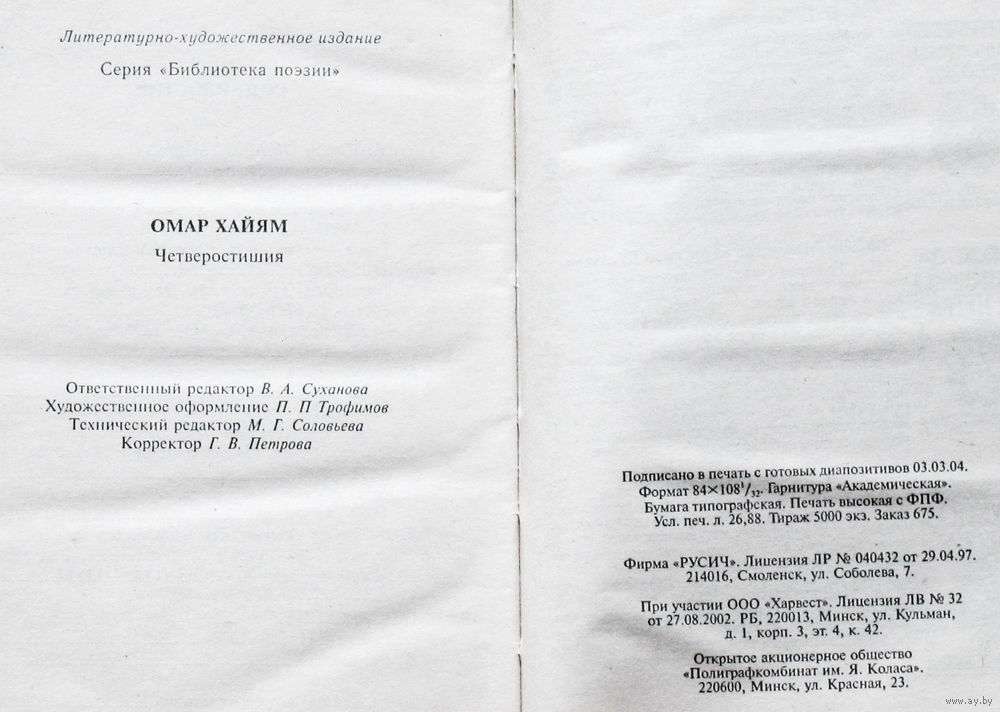 Литературно-художественное издание
Серия «Библиотека поэзии»
ОМАР ХАЙЯМ
Четверостишия
Ответственный редактор В. А. Суханова
Художественное оформление П. П Трофимов
Технический редактор М. Г. Соловьева
Корректор Г. В. Петрова
Подписано в печать с готовых диапозитивов 03.03.04.
Формат 84×108¹/₃₂. Гарнитура «Академическая».
Бумага типографская. Печать высокая с ФПФ.
Усл. печ. л. 26,88. Тираж 5000 экз. Заказ 675.
Фирма «РУСИЧ». Лицензия ЛР № 040432 от 29.04.97.
214016, Смоленск, ул. Соболева, 7.
При участии ООО «Харвест». Лицензия ЛВ № 32
от 27.08.2002. РБ, 220013, Минск, ул. Кульман,
д. 1, корп. 3, эт. 4, к. 42.
Открытое акционерное общество
«Полиграфкомбинат им. Я. Коласа».
220600, Минск, ул. Красная, 23.
www.ay.by